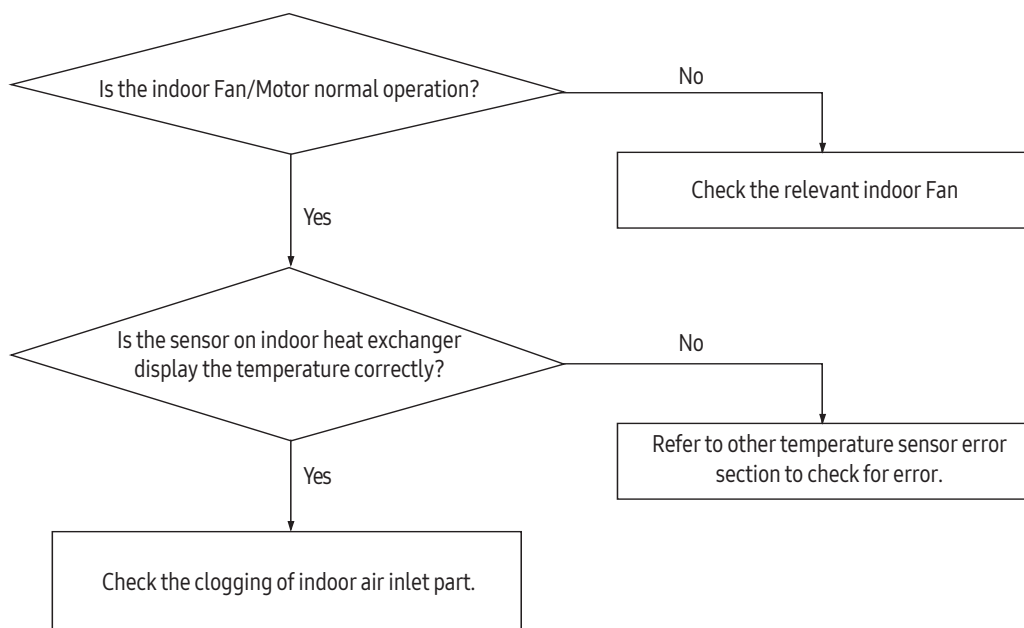 Is the indoor Fan/Motor normal operation?
No
Check the relevant indoor Fan
Yes
Is the sensor on indoor heat exchanger
display the temperature correctly?
No
Refer to other temperature sensor error
section to check for error.
Yes
Check the clogging of indoor air inlet part.